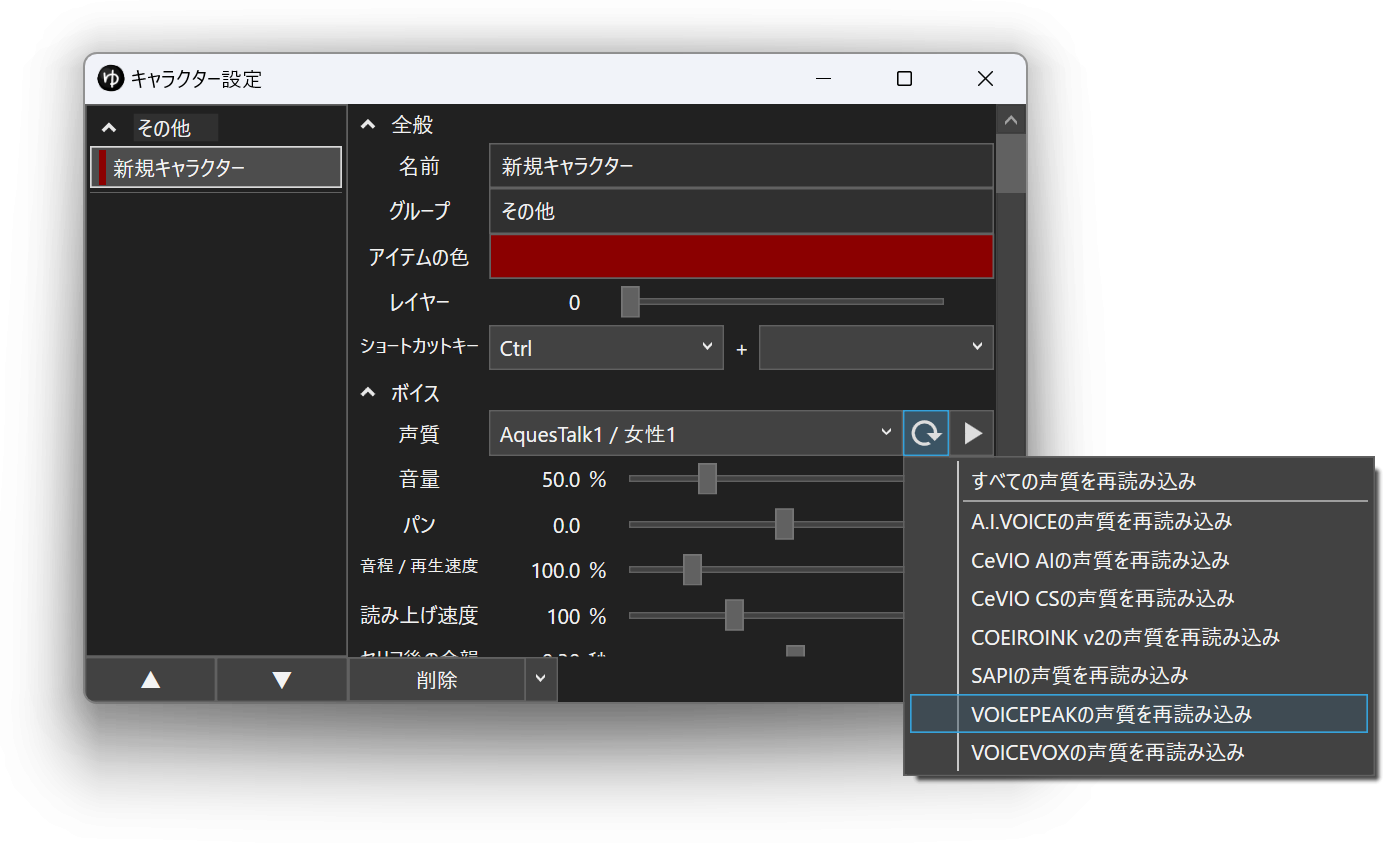 ゆ キャラクター設定
その他
新規キャラクター
全般
名前 新規キャラクター
グループ その他
アイテムの色
レイヤー 0
ショートカットキー Ctrl +
ボイス
声質 AquesTalk1 / 女性1
音量 50.0 %
パン 0.0
音程 / 再生速度 100.0 %
読み上げ速度 100 %
▲ ▼ 削除
すべての声質を再読み込み
A.I.VOICEの声質を再読み込み
CeVIO AIの声質を再読み込み
CeVIO CSの声質を再読み込み
COEIROINK v2の声質を再読み込み
SAPIの声質を再読み込み
VOICEPEAKの声質を再読み込み
VOICEVOXの声質を再読み込み